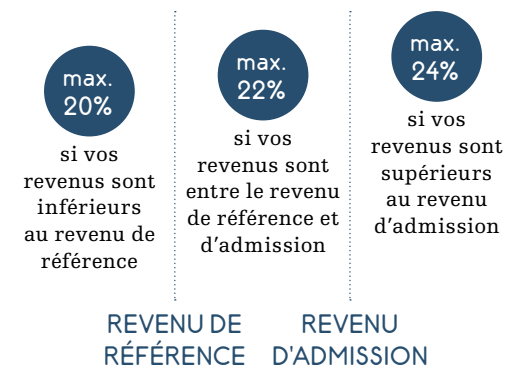 max.
20%
si vos
revenus sont
inférieurs
au revenu de
référence
max.
22%
si vos
revenus sont
entre le revenu
de référence et
d’admission
max.
24%
si vos
revenus sont
supérieurs
au revenu
d’admission
REVENU DE
RÉFÉRENCE
REVENU
D'ADMISSION